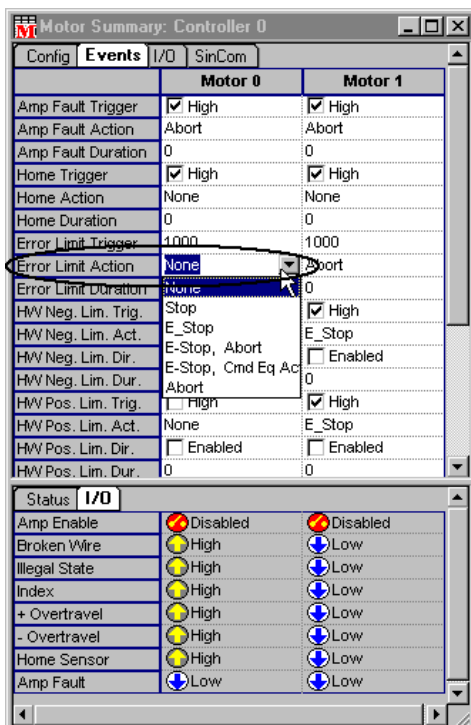 Motor Summary: Controller 0
Config Events I/O SinCom
Motor 0 Motor 1
Amp Fault Trigger High High
Amp Fault Action Abort Abort
Amp Fault Duration 0 0
Home Trigger High High
Home Action None None
Home Duration 0 0
Error Limit Trigger 1000 1000
Error Limit Action None Abort
Error Limit Duration None 0
HW Neg. Lim. Trig. Stop High
HW Neg. Lim. Act. E_Stop E_Stop
HW Neg. Lim. Dir. E-Stop, Abort Enabled
HW Neg. Lim. Dur. E-Stop, Cmd Eq Ac 0
Abort
HW Pos. Lim. Trig. High High
HW Pos. Lim. Act. None E_Stop
HW Pos. Lim. Dir. Enabled Enabled
HW Pos. Lim. Dur. 0 0
Status I/O
Amp Enable Disabled Disabled
Broken Wire High Low
Illegal State High Low
Index High Low
+ Overtravel High Low
- Overtravel High Low
Home Sensor High Low
Amp Fault Low Low